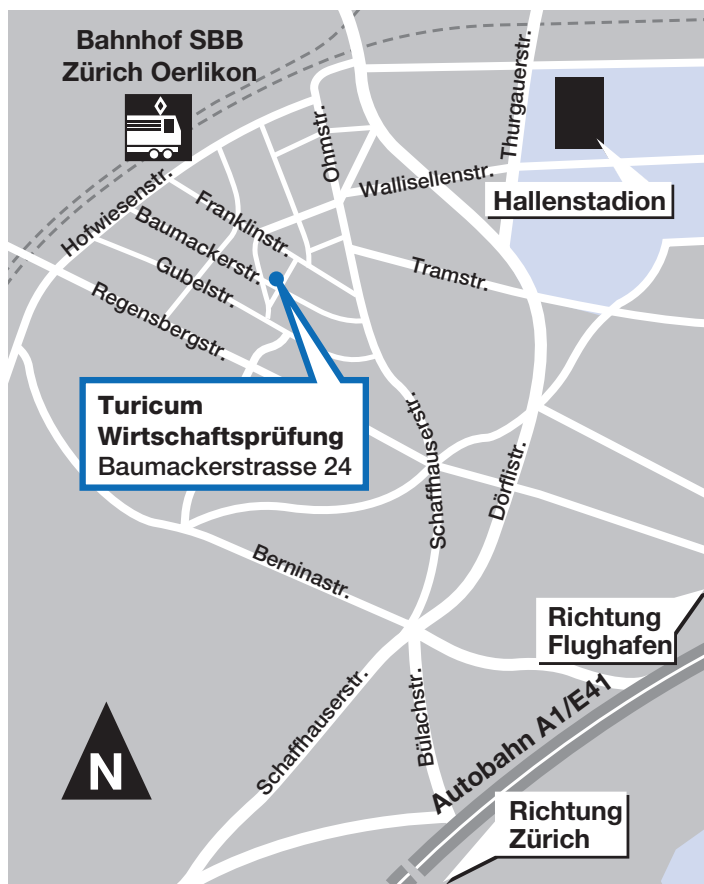 Bahnhof SBB
Zürich Oerlikon
Thurgauerstr.
Ohmstr.
Wallisellenstr.
Hallenstadion
Hofwiesenstr.
Franklinstr.
Baumackerstr.
Gubelstr.
Tramstr.
Regensbergstr.
Turicum
Wirtschaftsprüfung
Baumackerstrasse 24
Schaffhauserstr.
Dörflistr.
Berninastr.
Richtung
Flughafen
Schaffhauserstr.
Bülachstr.
Autobahn A1/E41
N
Richtung
Zürich